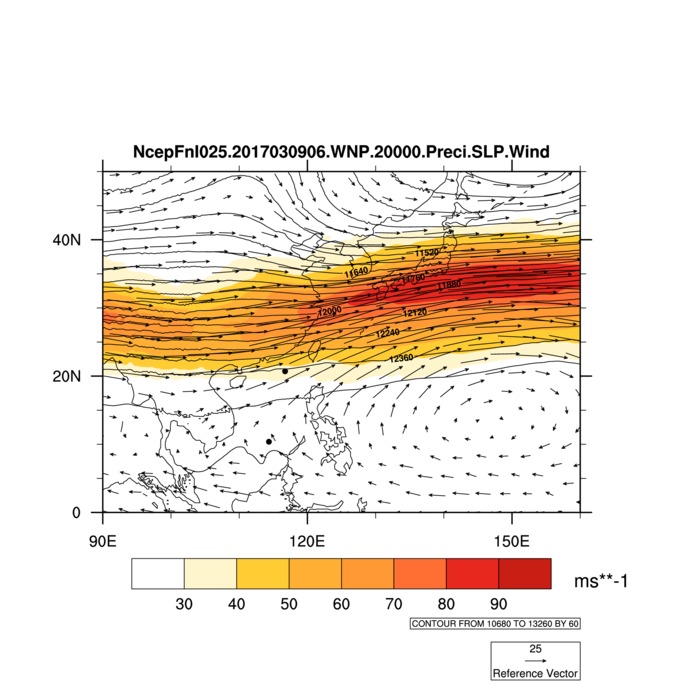 NcepFnl025.2017030906.WNP.20000.Preci.SLP.Wind
40N
20N
0
90E 120E 150E
11520
11640
11760
11880
12000
12120
12240
12360
30 40 50 60 70 80 90
ms**-1
CONTOUR FROM 10680 TO 13260 BY 60
25
Reference Vector